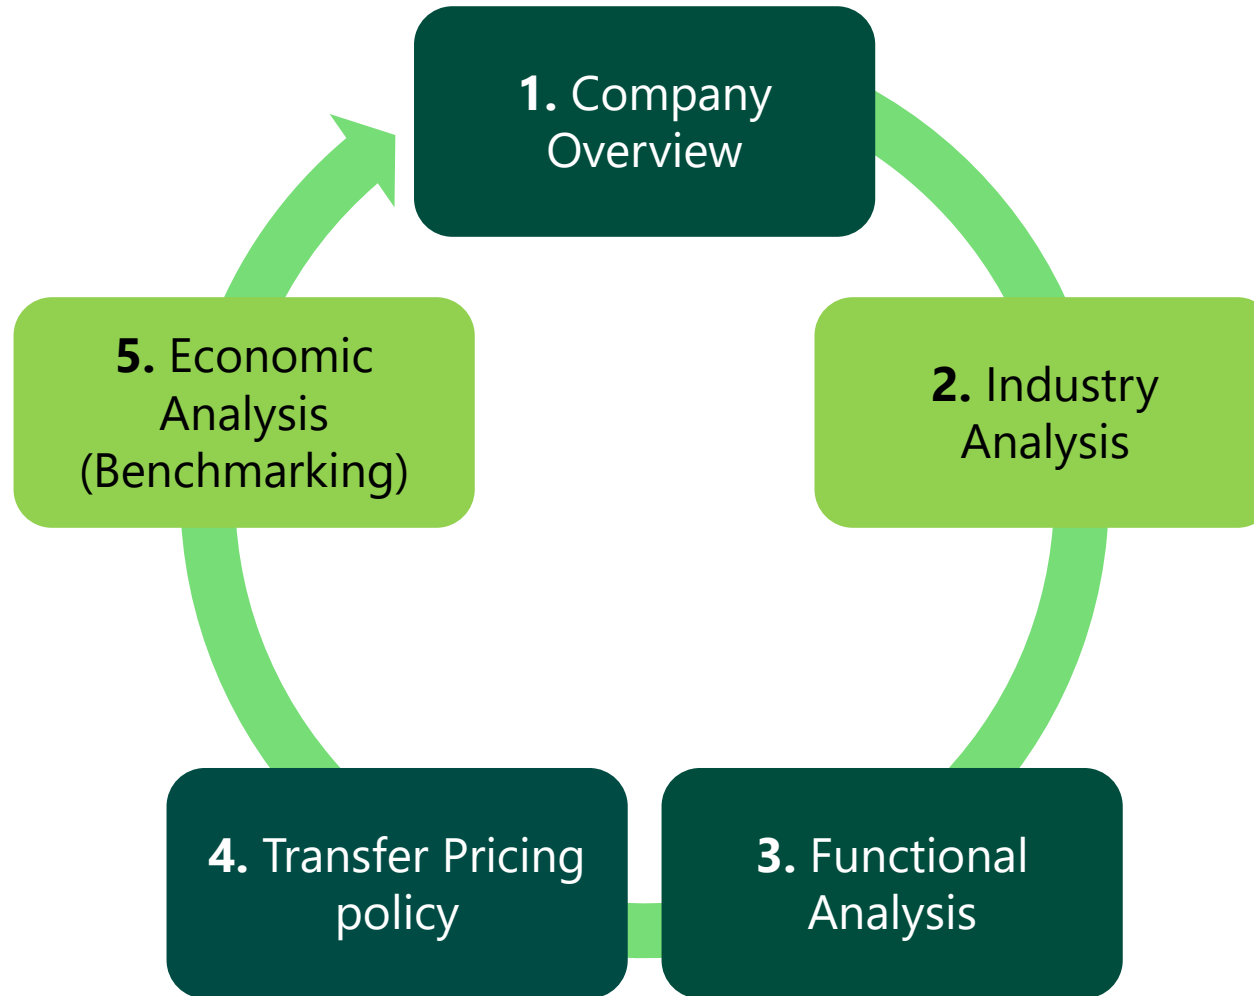 1. Company
Overview
2. Industry
Analysis
3. Functional
Analysis
4. Transfer Pricing
policy
5. Economic
Analysis
(Benchmarking)